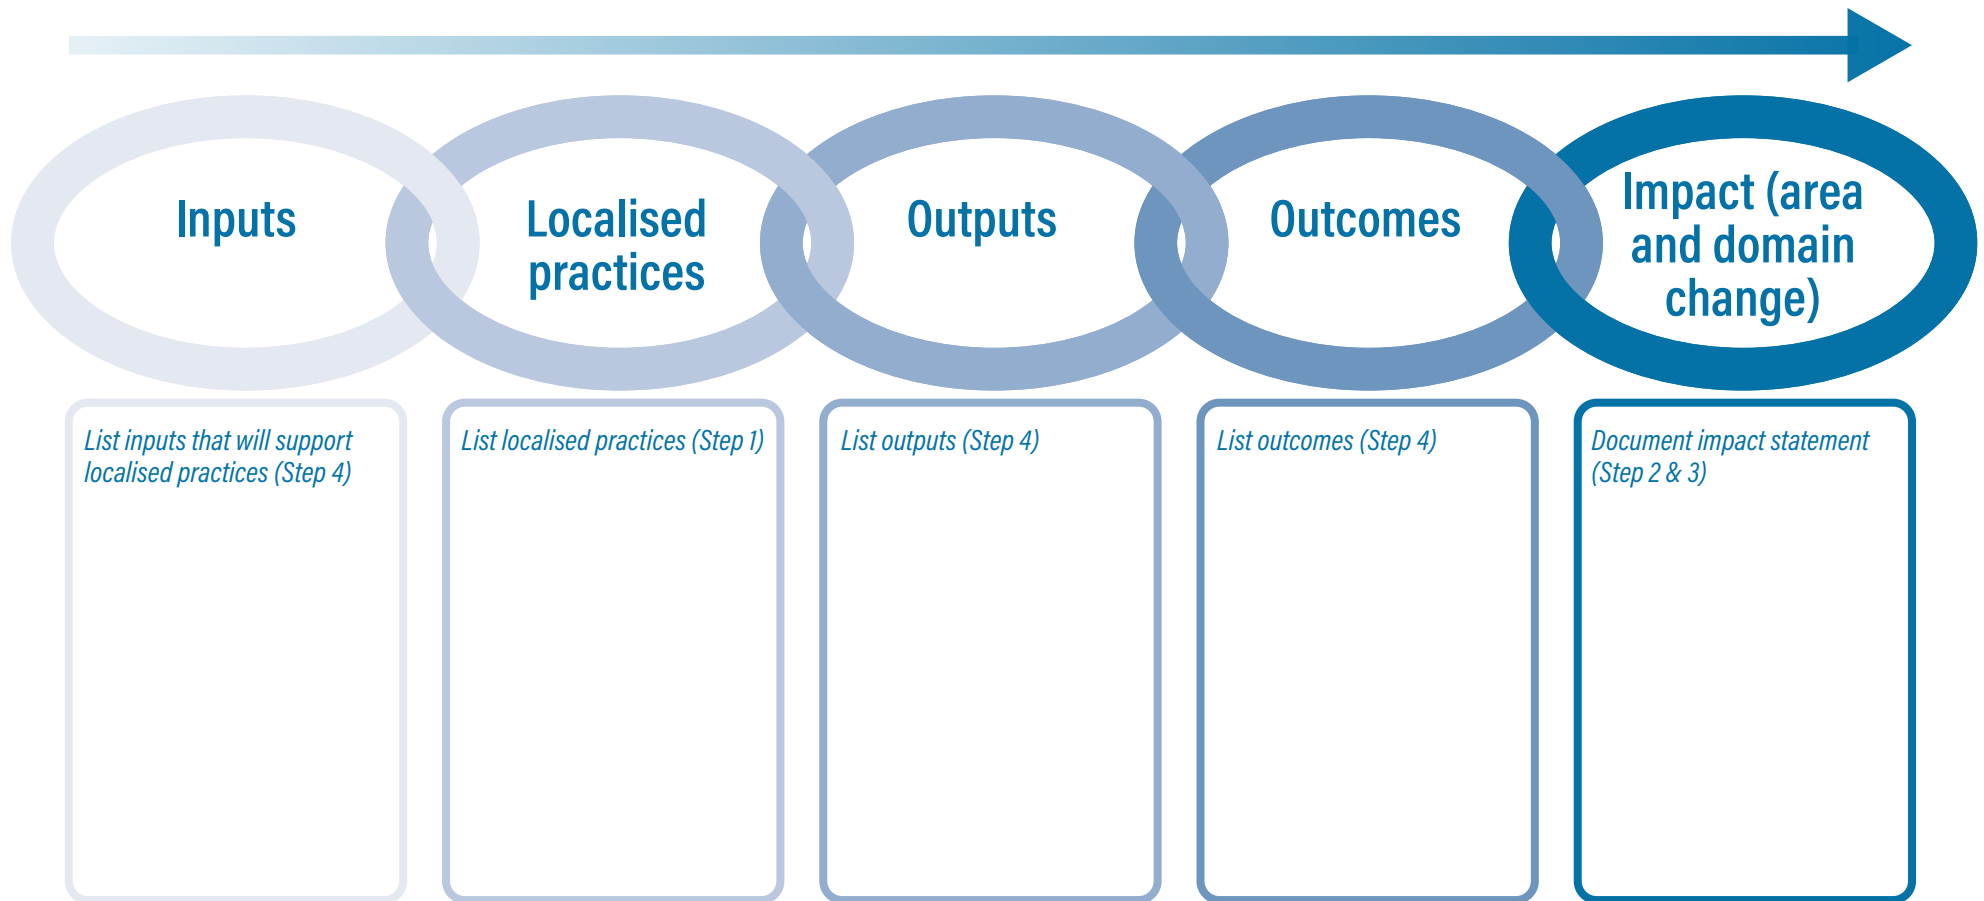 Inputs
Localised
practices
Outputs
Outcomes
Impact (area
and domain
change)
List inputs that will support
localised practices (Step 4)
List localised practices (Step 1)
List outputs (Step 4)
List outcomes (Step 4)
Document impact statement
(Step 2 & 3)